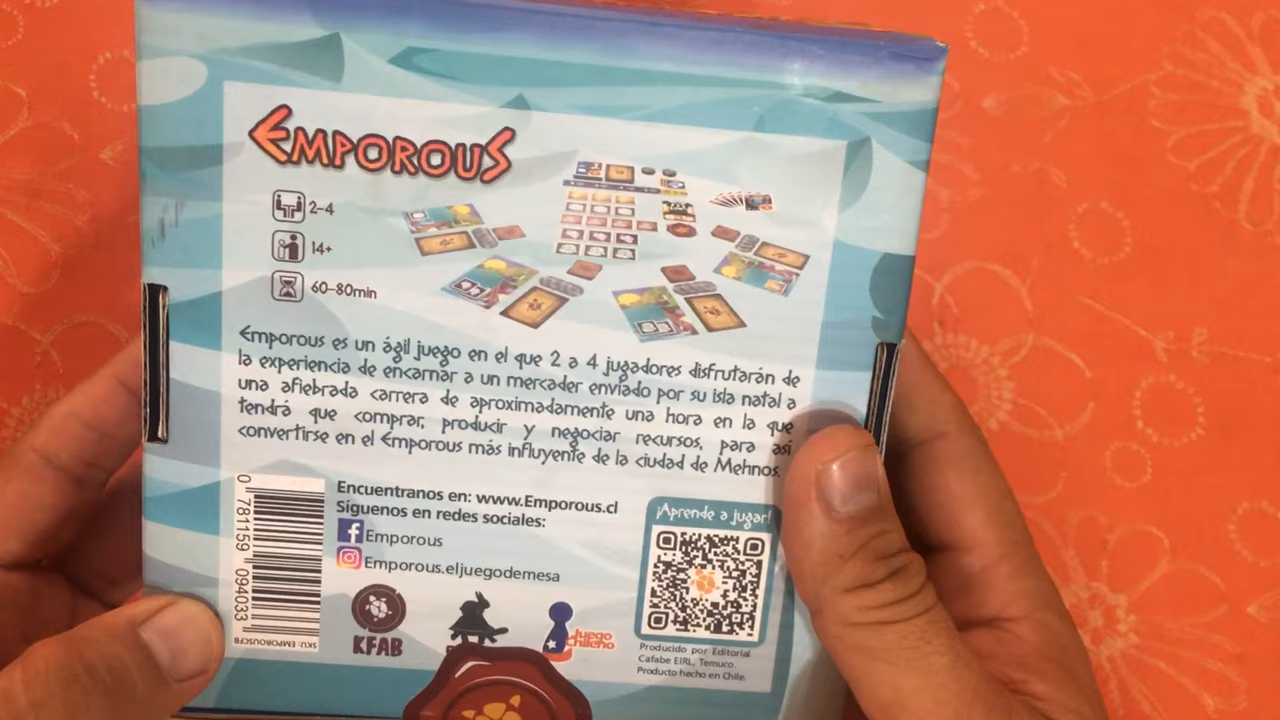 EMPOROUS
2-4
14+
60-80min
Emporous es un ágil juego en el que 2 a 4 jugadores disfrutarán de
la experiencia de encarnar a un mercader enviado por su isla natal a
una afiebrada carrera de aproximadamente una hora en la que
tendrá que comprar, producir y negociar recursos, para así
convertirse en el Emporous más influyente de la ciudad de Mehnos.
0 781159 094033
SKU: EMPOROUSCFB
Encuentranos en: www.Emporous.cl
Síguenos en redes sociales:
Emporous
Emporous.eljuegodemesa
KFAB
Juego
Chileno
¡Aprende a jugar!
Producido por Editorial
Cafabe EIRL, Temuco.
Producto hecho en Chile.